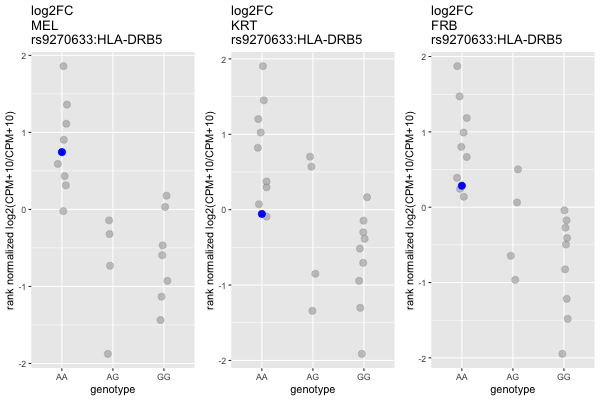 log2FC
MEL
rs9270633:HLA-DRB5
rank normalized log2(CPM+10/CPM+10)
2
1
0
-1
-2
AA AG GG
genotype
log2FC
KRT
rs9270633:HLA-DRB5
rank normalized log2(CPM+10/CPM+10)
2
1
0
-1
-2
AA AG GG
genotype
log2FC
FRB
rs9270633:HLA-DRB5
rank normalized log2(CPM+10/CPM+10)
2
1
0
-1
-2
AA AG GG
genotype